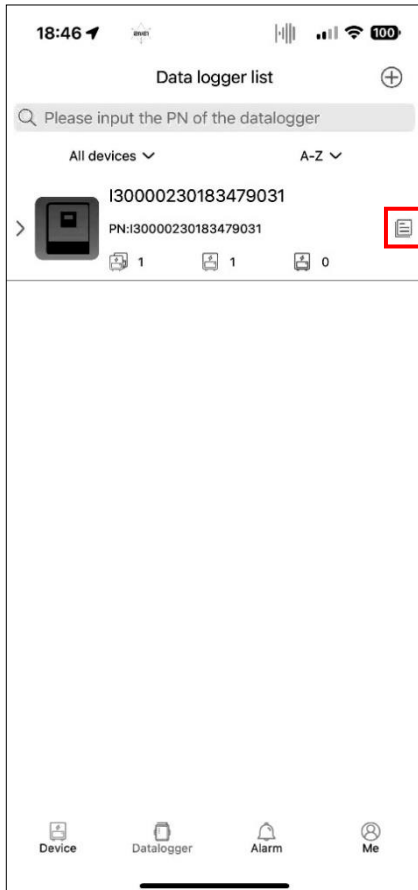 18:46
100
Data logger list
Please input the PN of the datalogger
All devices
A-Z
I30000230183479031
PN:I30000230183479031
1 1 0
Device Datalogger Alarm Me